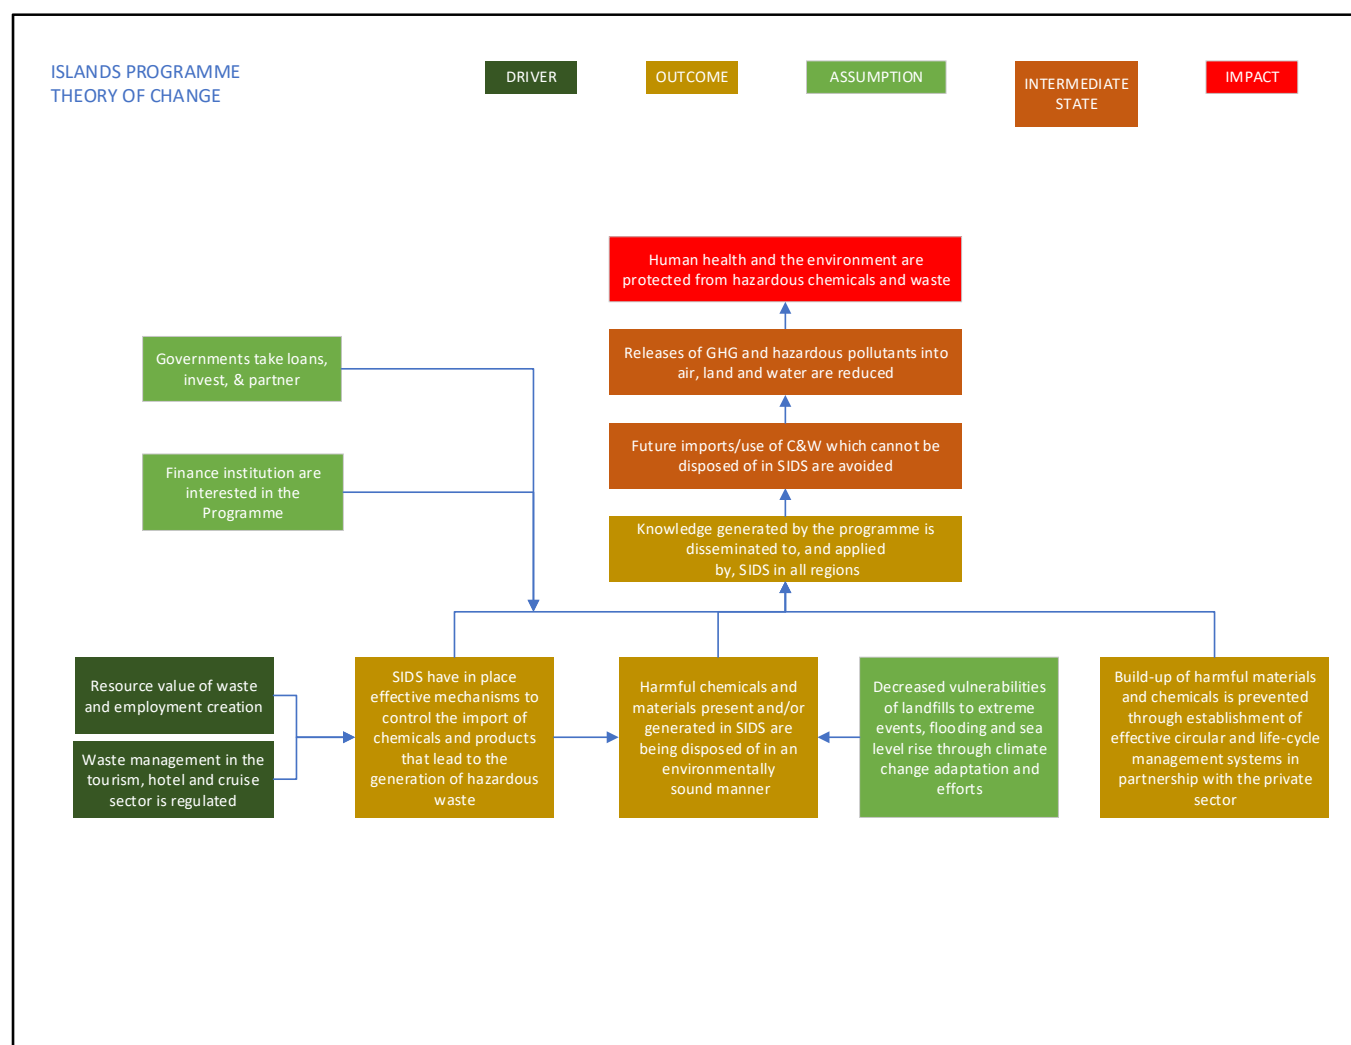 ISLANDS PROGRAMME
THEORY OF CHANGE
DRIVER
OUTCOME
ASSUMPTION
INTERMEDIATE
STATE
IMPACT
Human health and the environment are
protected from hazardous chemicals and waste
Governments take loans,
invest, & partner
Releases of GHG and hazardous pollutants into
air, land and water are reduced
Future imports/use of C&W which cannot be
disposed of in SIDS are avoided
Finance institution are
interested in the
Programme
Knowledge generated by the programme is
disseminated to, and applied
by, SIDS in all regions
Resource value of waste
and employment creation
Waste management in the
tourism, hotel and cruise
sector is regulated
SIDS have in place
effective mechanisms to
control the import of
chemicals and products
that lead to the
generation of hazardous
waste
Harmful chemicals and
materials present and/or
generated in SIDS are
being disposed of in an
environmentally
sound manner
Decreased vulnerabilities
of landfills to extreme
events, flooding and sea
level rise through climate
change adaptation and
efforts
Build-up of harmful materials
and chemicals is prevented
through establishment of
effective circular and life-cycle
management systems in
partnership with the private
sector